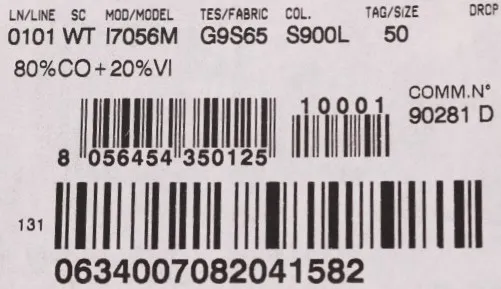 LN/LINE SC MOD/MODEL TES/FABRIC COL. TAG/SIZE DRCP
0101 WT I7056M G9S65 S900L 50
80%CO+20%VI
10001 COMM.N°
90281 D
8 056454 350125
131
0634007082041582